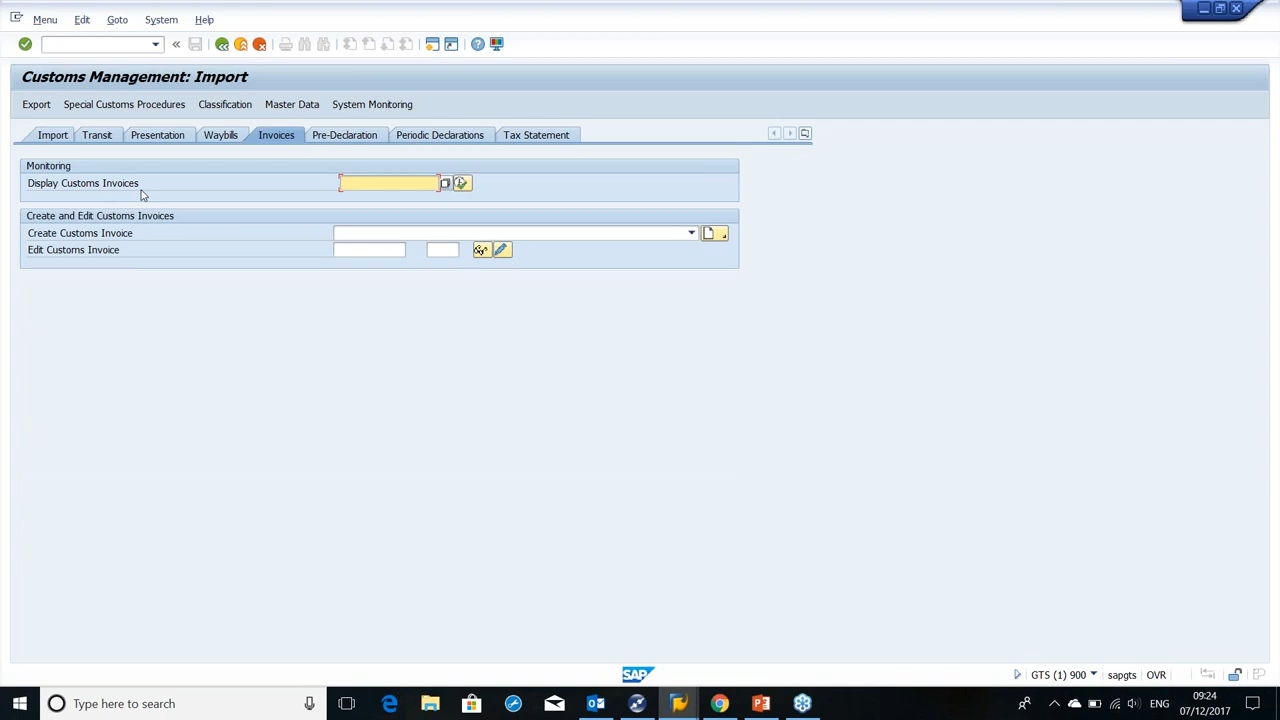 Menu Edit Goto System Help
Customs Management: Import
Export Special Customs Procedures Classification Master Data System Monitoring
Import Transit Presentation Waybills Invoices Pre-Declaration Periodic Declarations Tax Statement
Monitoring
Display Customs Invoices
Create and Edit Customs Invoices
Create Customs Invoice
Edit Customs Invoice
SAP GTS (1) 900 sapgts OVR
Type here to search ENG 09:24
07/12/2017